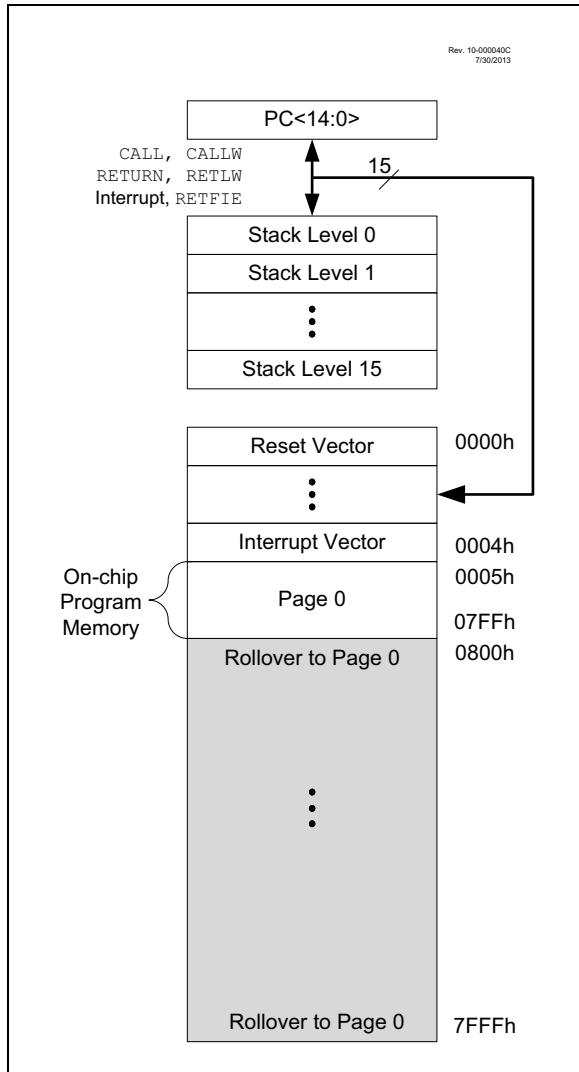 Rev. 10-000040C
7/30/2013
PC<14:0>
CALL, CALLW
RETURN, RETLW
Interrupt, RETFIE
15
Stack Level 0
Stack Level 1
Stack Level 15
Reset Vector
0000h
Interrupt Vector
0004h
On-chip
Program
Memory
0005h
Page 0
07FFh
Rollover to Page 0
0800h
Rollover to Page 0
7FFFh